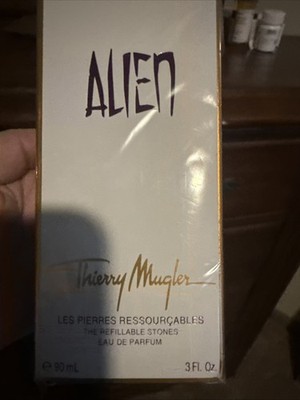 ALIEN
Thierry Mugler
LES PIERRES RESSOURÇABLES
THE REFILLABLE STONES
EAU DE PARFUM
e 90 mL 3 Fl. Oz.